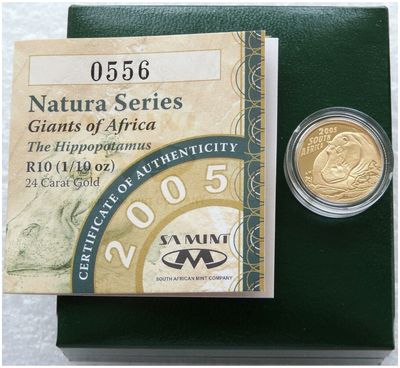 0556
Natura Series
Giants of Africa
The Hippopotamus
R10 (1/10 oz)
24 Carat Gold
CERTIFICATE OF AUTHENTICITY
2005
SA MINT
SOUTH AFRICAN MINT COMPANY
2005
SOUTH
AFRICA